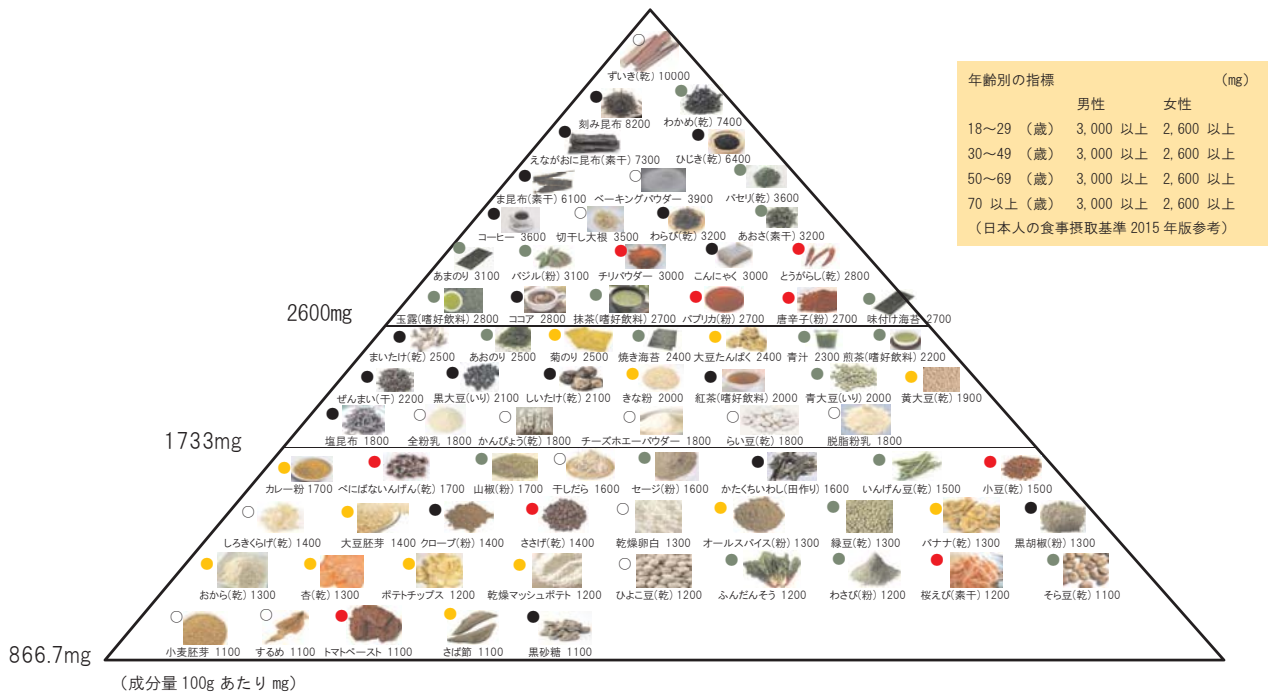 ずいき(乾) 10000
刻み昆布 8200 わかめ(乾) 7400
えながおに昆布(素干) 7300 ひじき(乾) 6400
ま昆布(素干) 6100 ベーキングパウダー 3900 パセリ(乾) 3600
コーヒー 3600 切干し大根 3500 わらび(乾) 3200 あおさ(素干) 3200
あまのり 3100 バジル(粉) 3100 チリパウダー 3000 こんにゃく 3000 とうがらし(乾) 2800
2600mg
玉露(嗜好飲料) 2800 ココア 2800 抹茶(嗜好飲料) 2700 パプリカ(粉) 2700 唐辛子(粉) 2700 味付け海苔 2700
まいたけ(乾) 2500 あおのり 2500 菊のり 2500 焼き海苔 2400 大豆たんぱく 2400 青汁 2300 煎茶(嗜好飲料) 2200
ぜんまい(干) 2200 黒大豆(いり) 2100 しいたけ(乾) 2100 きな粉 2000 紅茶(嗜好飲料) 2000 青大豆(いり) 2000 黄大豆(乾) 1900
1733mg
塩昆布 1800 全粉乳 1800 かんぴょう(乾) 1800 チーズホエーパウダー 1800 らい豆(乾) 1800 脱脂粉乳 1800
カレー粉 1700 べにばないんげん(乾) 1700 山椒(粉) 1700 干しだら 1600 セージ(粉) 1600 かたくちいわし(田作り) 1600 いんげん豆(乾) 1500 小豆(乾) 1500
しろきくらげ(乾) 1400 大豆胚芽 1400 クローブ(粉) 1400 ささげ(乾) 1400 乾燥卵白 1300 オールスパイス(粉) 1300 緑豆(乾) 1300 バナナ(乾) 1300 黒胡椒(粉) 1300
おから(乾) 1300 杏(乾) 1300 ポテトチップス 1200 乾燥マッシュポテト 1200 ひよこ豆(乾) 1200 ふんだんそう 1200 わさび(粉) 1200 桜えび(素干) 1200 そら豆(乾) 1100
小麦胚芽 1100 するめ 1100 トマトペースト 1100 さば節 1100 黒砂糖 1100
866.7mg
(成分量 100g あたり mg)
年齢別の指標 (mg)
男性 女性
18～29 (歳) 3,000 以上 2,600 以上
30～49 (歳) 3,000 以上 2,600 以上
50～69 (歳) 3,000 以上 2,600 以上
70 以上(歳) 3,000 以上 2,600 以上
(日本人の食事摂取基準 2015 年版参考)